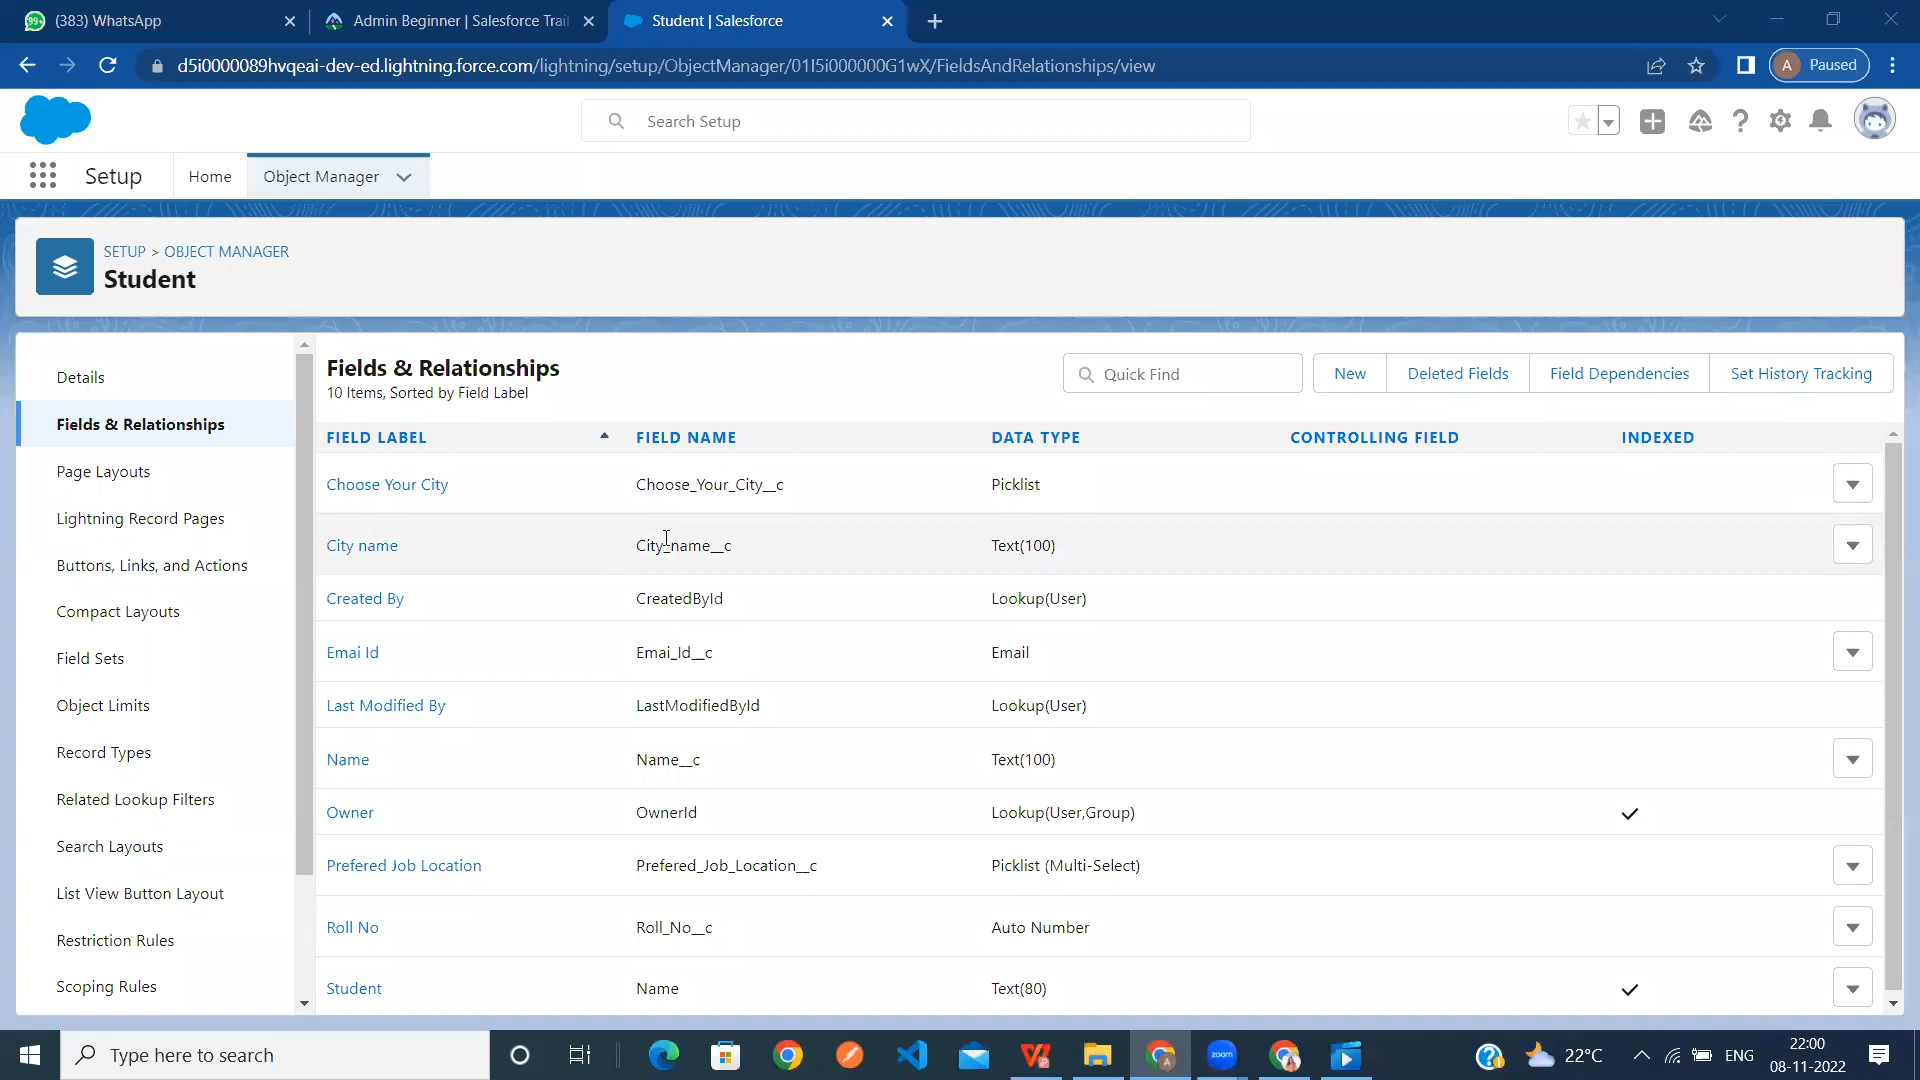 99+ (383) WhatsApp
Admin Beginner | Salesforce Trail
Student | Salesforce
d5i0000089hvqeai-dev-ed.lightning.force.com/lightning/setup/ObjectManager/01I5i000000G1wX/FieldsAndRelationships/view
A Paused
Search Setup
Setup
Home
Object Manager
SETUP > OBJECT MANAGER
Student
Details
Fields & Relationships
Page Layouts
Lightning Record Pages
Buttons, Links, and Actions
Compact Layouts
Field Sets
Object Limits
Record Types
Related Lookup Filters
Search Layouts
List View Button Layout
Restriction Rules
Scoping Rules
Fields & Relationships
10 Items, Sorted by Field Label
Quick Find
New
Deleted Fields
Field Dependencies
Set History Tracking
FIELD LABEL FIELD NAME DATA TYPE CONTROLLING FIELD INDEXED
Choose Your City Choose_Your_City__c Picklist
City name City_name__c Text(100)
Created By CreatedById Lookup(User)
Emai Id Emai_Id__c Email
Last Modified By LastModifiedById Lookup(User)
Name Name__c Text(100)
Owner OwnerId Lookup(User,Group)
Prefered Job Location Prefered_Job_Location__c Picklist (Multi-Select)
Roll No Roll_No__c Auto Number
Student Name Text(80)
Type here to search
zoom
A
22°C
ENG
22:00
08-11-2022